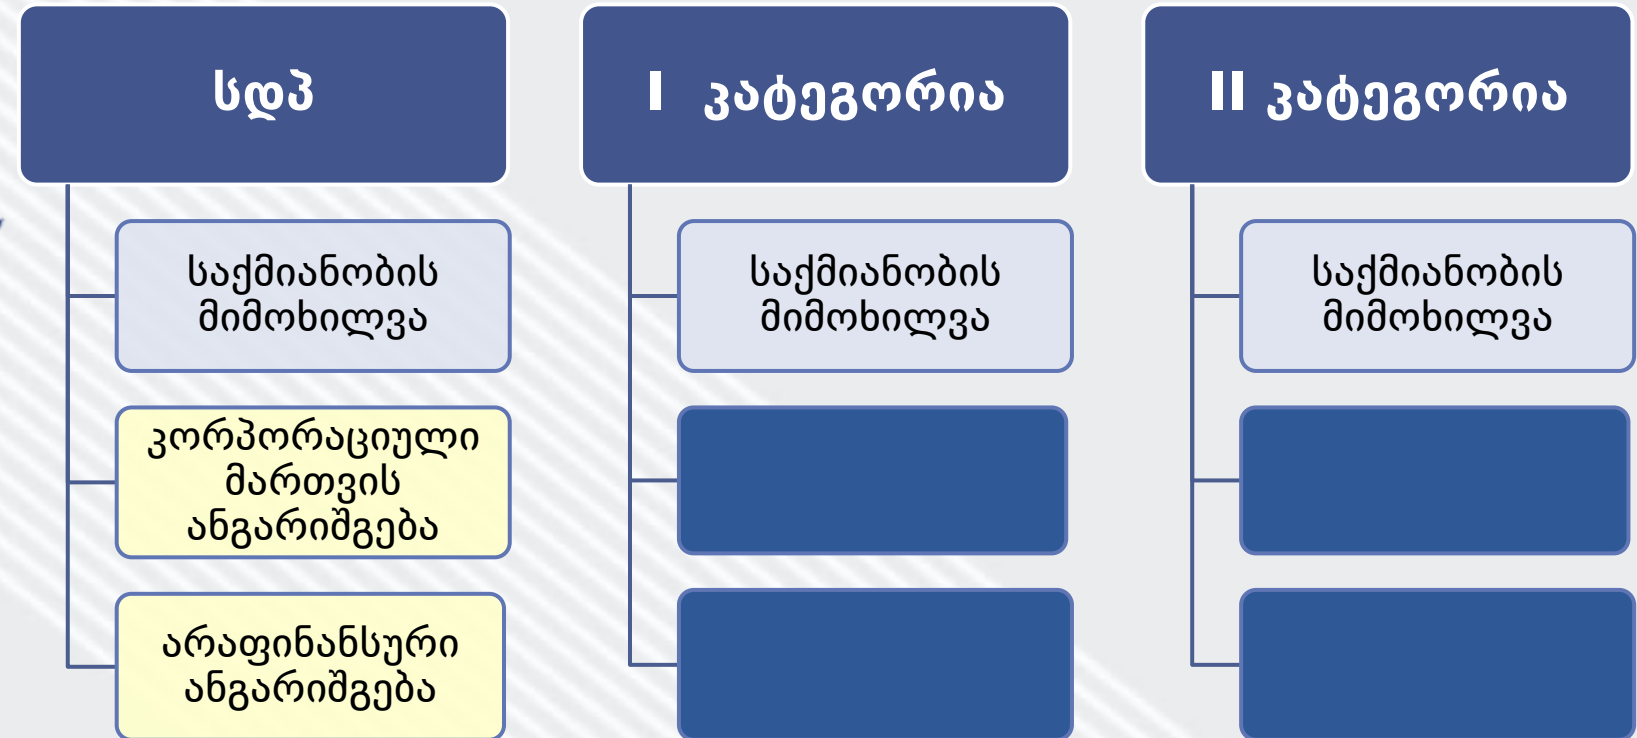 სდპ
საქმიანობის
მიმოხილვა
კორპორაციული
მართვის
ანგარიშგება
არაფინანსური
ანგარიშგება
I კატეგორია
საქმიანობის
მიმოხილვა
II კატეგორია
საქმიანობის
მიმოხილვა